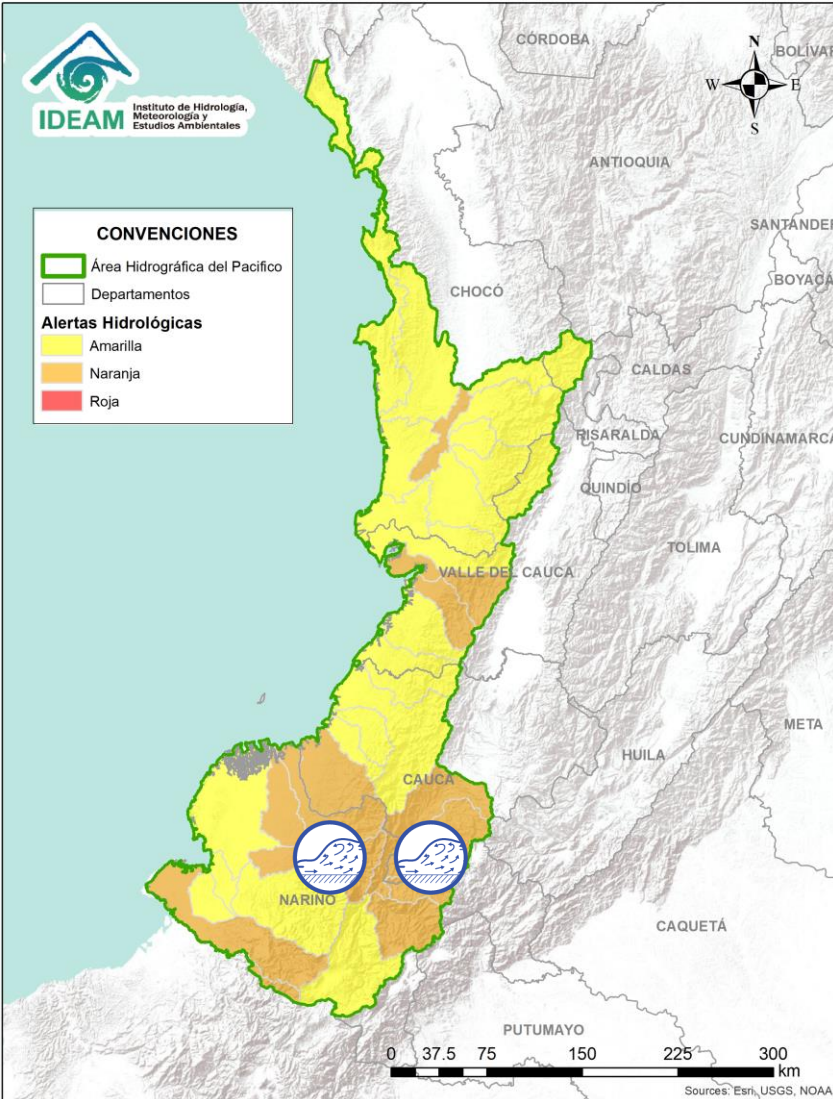 IDEAM
Instituto de Hidrología,
Meteorología y
Estudios Ambientales
N
W
E
S
CÓRDOBA
BOLÍVAR
ANTIOQUIA
SANTANDER
BOYACÁ
CHOCÓ
CALDAS
RISARALDA
CUNDINAMARCA
QUINDÍO
TOLIMA
VALLE DEL CAUCA
META
HUILA
CAUCA
NARIÑO
CAQUETÁ
PUTUMAYO
CONVENCIONES
Área Hidrográfica del Pacifico
Departamentos
Alertas Hidrológicas
Amarilla
Naranja
Roja
0 37.5 75 150 225 300
km
Sources: Esri, USGS, NOAA